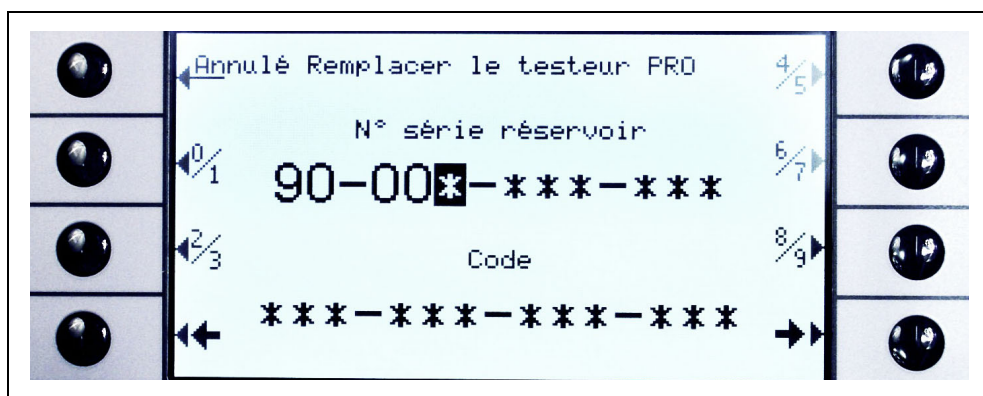 Annulé Remplacer le testeur PRO 4/5
N° série réservoir
0/1 90-00*-***-*** 6/7
2/3 Code 8/9
***-***-***-***